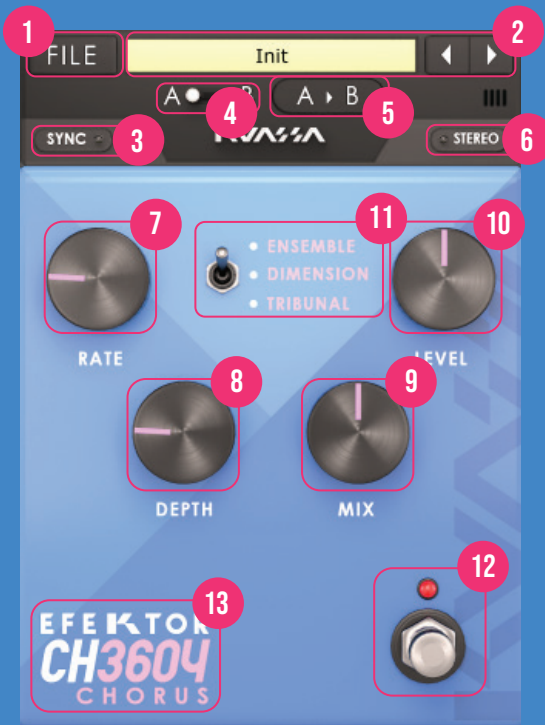 1
2
FILE
Init
A B
4
A ▸ B
5
SYNC
3
KUASSA
STEREO
6
7
11
10
ENSEMBLE
DIMENSION
TRIBUNAL
RATE
LEVEL
8
9
DEPTH
MIX
12
13
EFEKTOR
CH3604
CHORUS